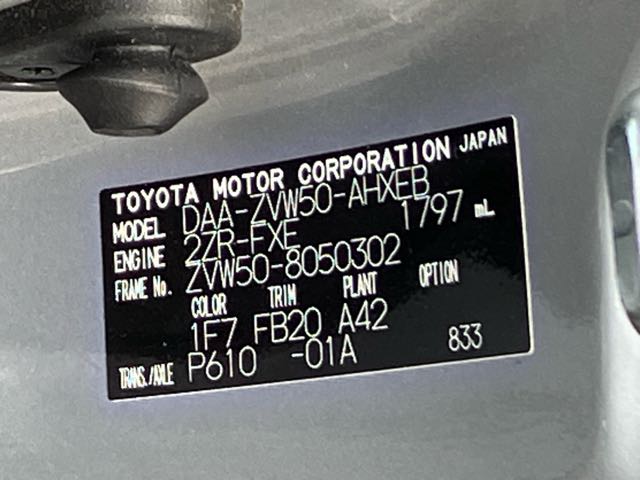 TOYOTA MOTOR CORPORATION JAPAN
MODEL DAA-ZVW50-AHXEB
ENGINE 2ZR-FXE 1797 mL
FRAME No. ZVW50-8050302
COLOR TRIM PLANT OPTION
1F7 FB20 A42
TRANS./AXLE P610 -01A 833